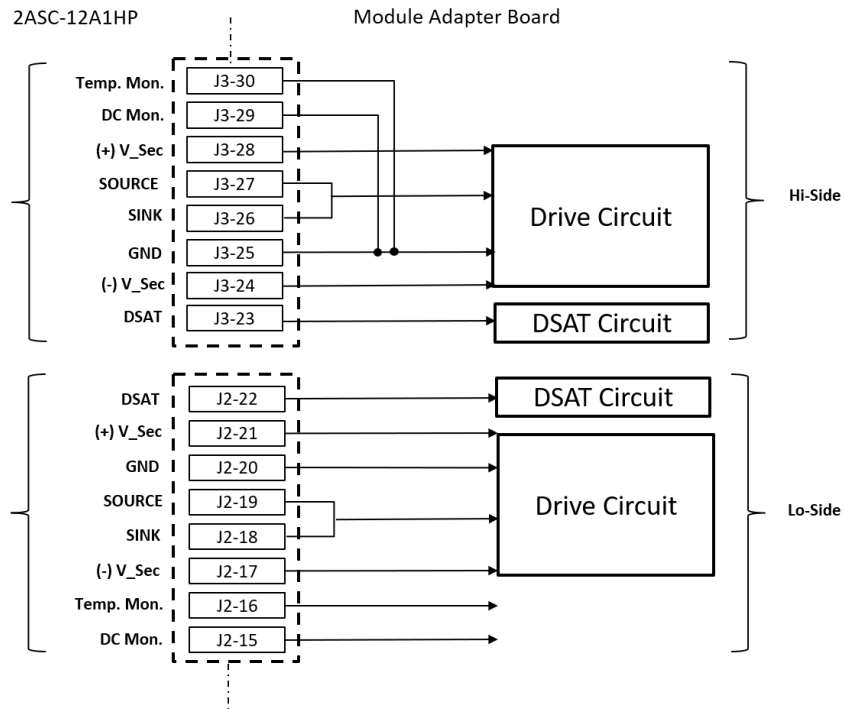 2ASC-12A1HP Module Adapter Board
Temp. Mon. J3-30
DC Mon. J3-29
(+) V_Sec J3-28
SOURCE J3-27
SINK J3-26
GND J3-25
(-) V_Sec J3-24
DSAT J3-23
Drive Circuit
DSAT Circuit
Hi-Side
DSAT J2-22
(+) V_Sec J2-21
GND J2-20
SOURCE J2-19
SINK J2-18
(-) V_Sec J2-17
Temp. Mon. J2-16
DC Mon. J2-15
DSAT Circuit
Drive Circuit
Lo-Side